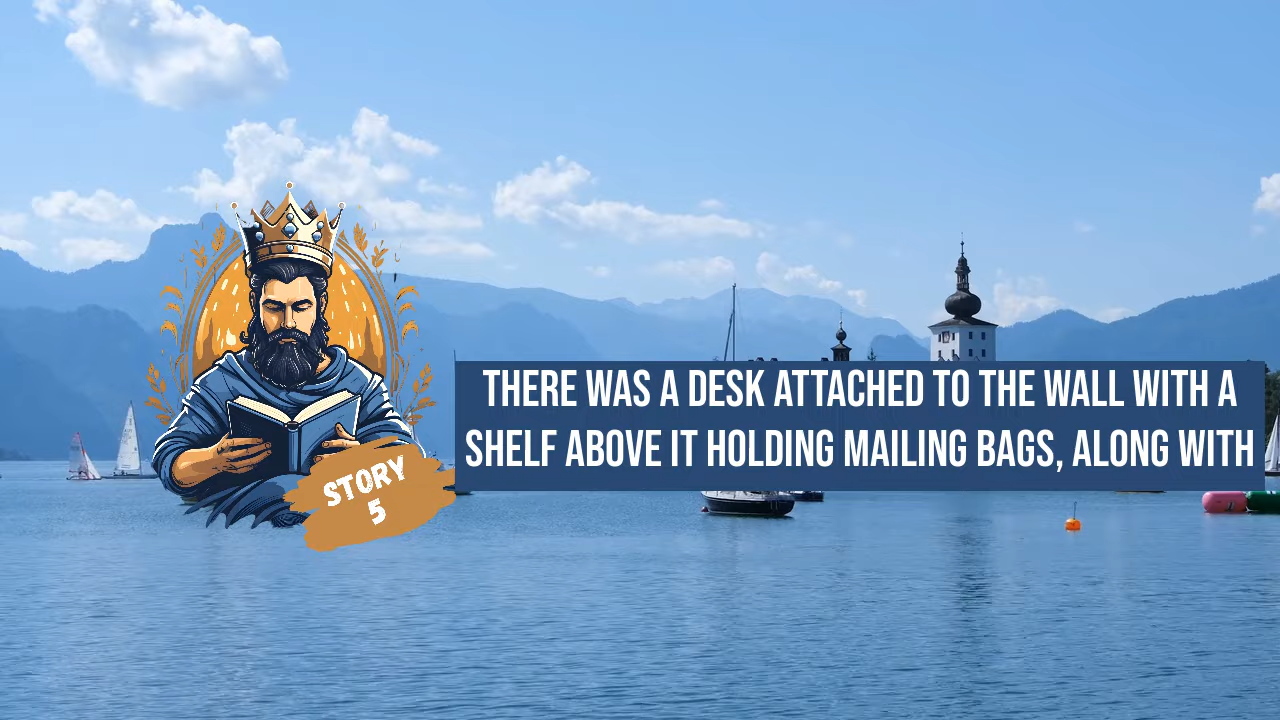 THERE WAS A DESK ATTACHED TO THE WALL WITH A
SHELF ABOVE IT HOLDING MAILING BAGS, ALONG WITH
STORY
5